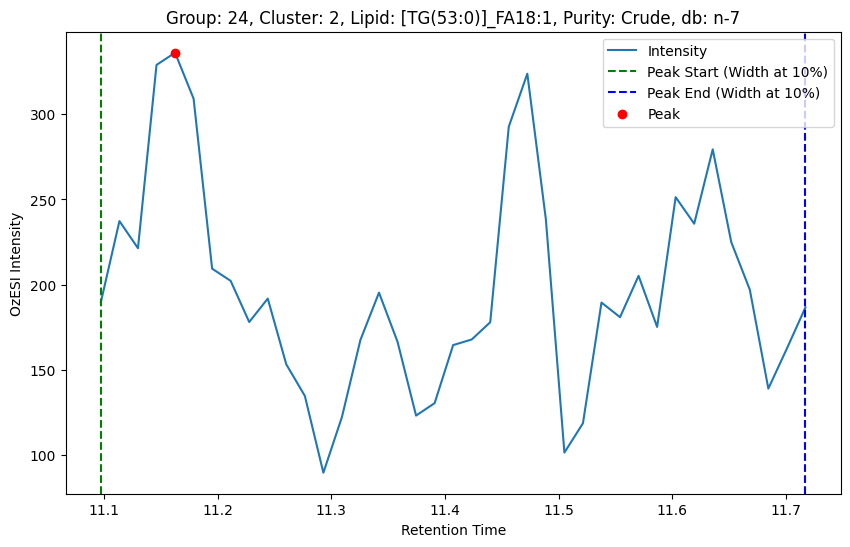 Group: 24, Cluster: 2, Lipid: [TG(53:0)]_FA18:1, Purity: Crude, db: n-7
Intensity
Peak Start (Width at 10%)
Peak End (Width at 10%)
Peak
OzESI Intensity
300
250
200
150
100
11.1 11.2 11.3 11.4 11.5 11.6 11.7
Retention Time